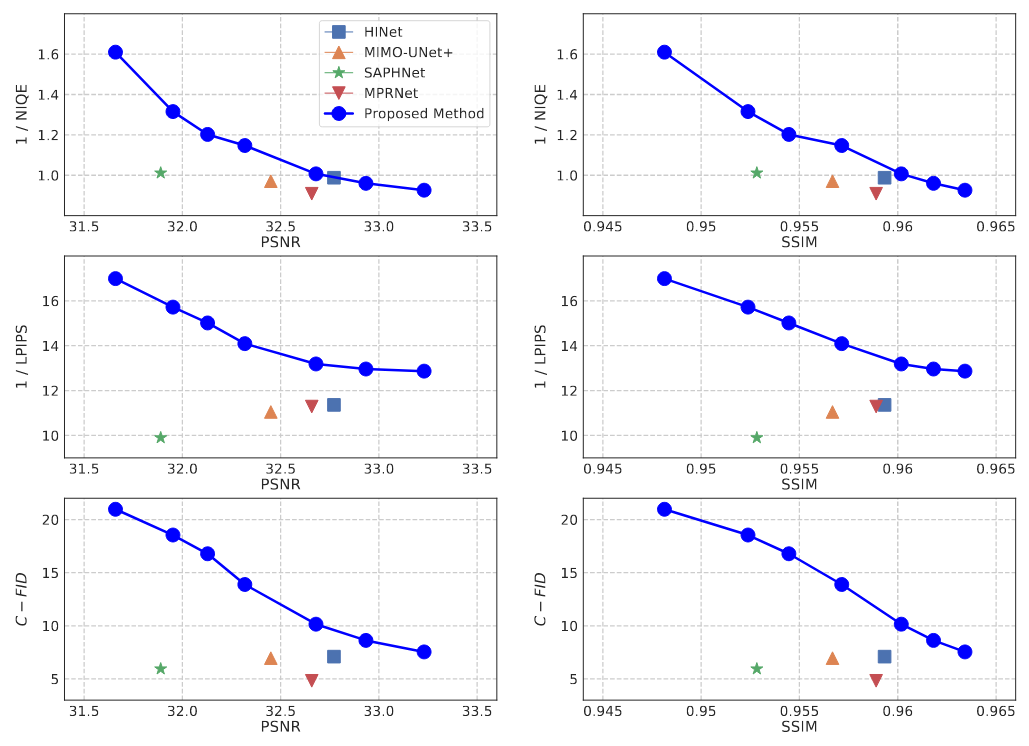 1.6
1.4
1.2
1.0
1 / NIQE
31.5 32.0 32.5 33.0 33.5
PSNR
HINet
MIMO-UNet+
SAPHNet
MPRNet
Proposed Method
1.6
1.4
1.2
1.0
1 / NIQE
0.945 0.95 0.955 0.96 0.965
SSIM
16
14
12
10
1 / LPIPS
31.5 32.0 32.5 33.0 33.5
PSNR
16
14
12
10
1 / LPIPS
0.945 0.95 0.955 0.96 0.965
SSIM
20
15
10
5
C − FID
31.5 32.0 32.5 33.0 33.5
PSNR
20
15
10
5
C − FID
0.945 0.95 0.955 0.96 0.965
SSIM